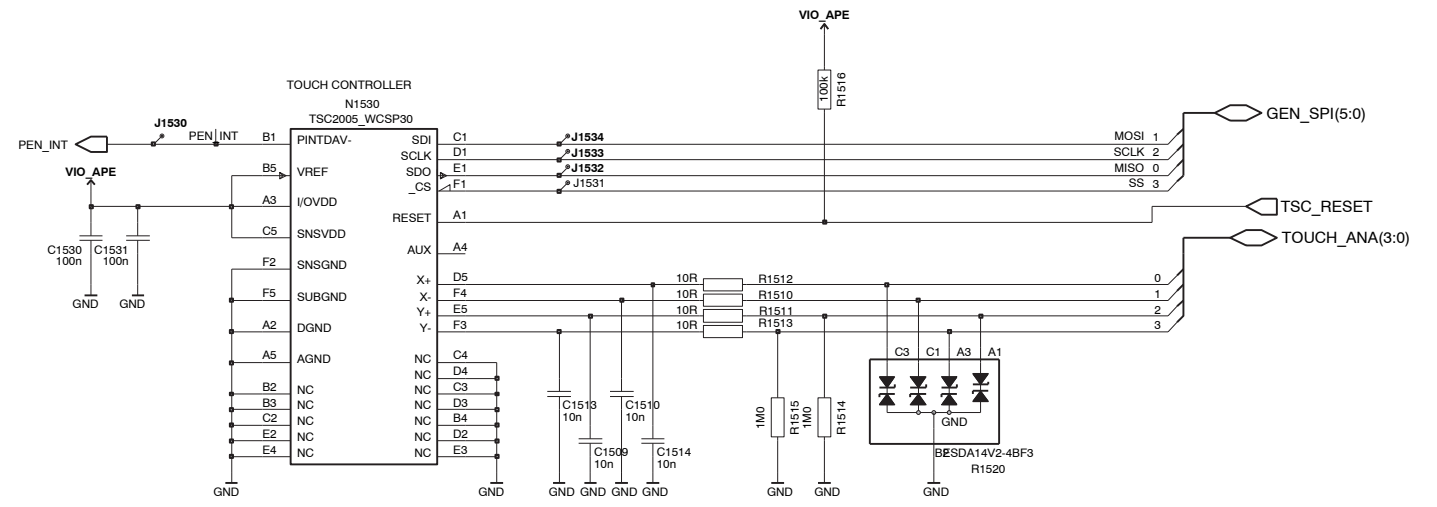 VIO_APE
100k
R1516
TOUCH CONTROLLER
N1530
TSC2005_WCSP30
GEN_SPI(5:0)
J1530
PEN_INT
PEN_INT
B1 PINTDAV-
SDI C1 J1534 MOSI 1
SCLK D1 J1533 SCLK 2
VIO_APE
B5 VREF
SDO E1 J1532 MISO 0
_CS F1 J1531 SS 3
A3 I/OVDD
TSC_RESET
RESET A1
C5 SNSVDD
TOUCH_ANA(3:0)
C1530
100n
C1531
100n
AUX A4
F2 SNSGND
X+ D5 10R R1512 0
GND
GND
F5 SUBGND
X- F4 10R R1510 1
Y+ E5 10R R1511 2
A2 DGND
Y- F3 10R R1513 3
A5 AGND
NC C4
C3 C1 A3 A1
NC D4
B2 NC
NC C3
B3 NC
NC D3
C2 NC
NC B4
E2 NC
NC D2
E4 NC
NC E3
C1513
10n
C1510
10n
C1509
10n
C1514
10n
1M0
R1515
1M0
R1514
GND
ESDA14V2-4BF3
R1520
GND
GND
GND
GND
GND
GND
GND
GND
GND